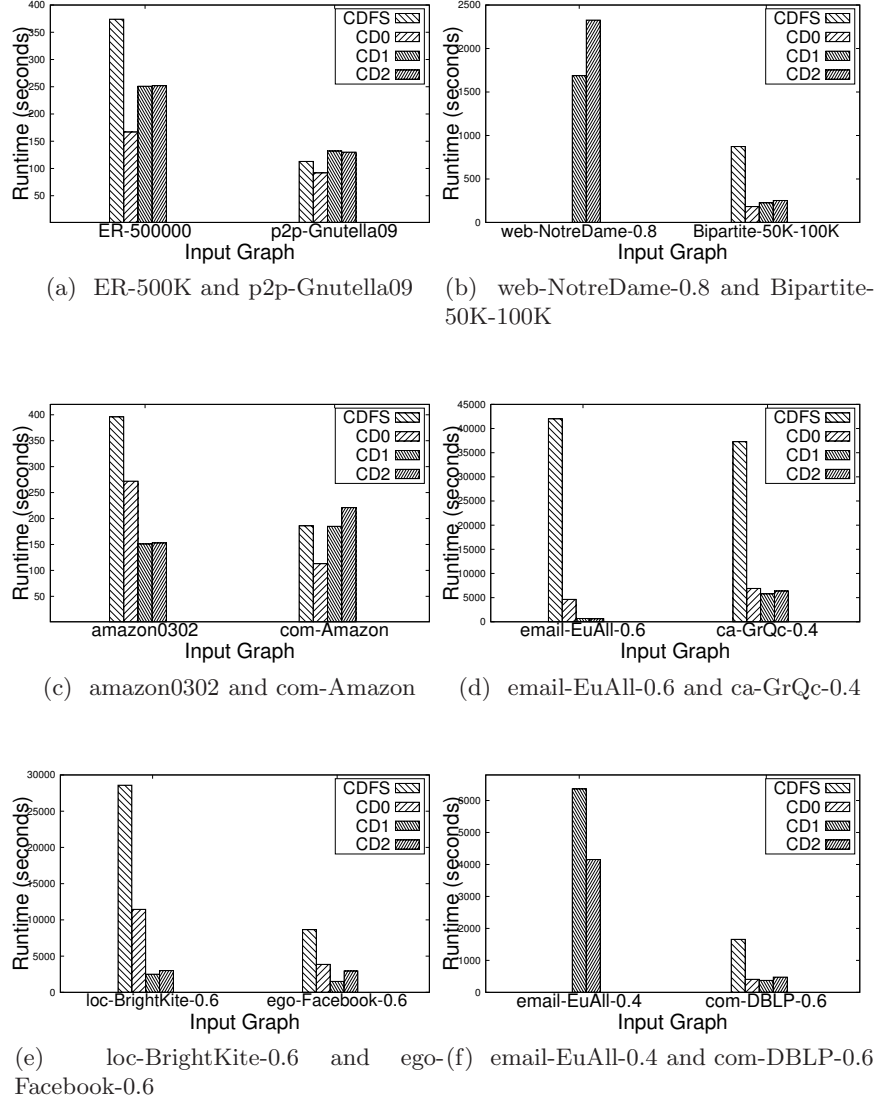 Runtime (seconds)
400
350
300
250
200
150
100
50
CDFS
CD0
CD1
CD2
ER-500000
p2p-Gnutella09
Input Graph
(a) ER-500K and p2p-Gnutella09
Runtime (seconds)
2500
2000
1500
1000
500
0
CDFS
CD0
CD1
CD2
web-NotreDame-0.8
Bipartite-50K-100K
Input Graph
(b) web-NotreDame-0.8 and Bipartite-
50K-100K
Runtime (seconds)
400
350
300
250
200
150
100
50
CDFS
CD0
CD1
CD2
amazon0302
com-Amazon
Input Graph
(c) amazon0302 and com-Amazon
Runtime (seconds)
45000
40000
35000
30000
25000
20000
15000
10000
5000
0
CDFS
CD0
CD1
CD2
email-EuAll-0.6
ca-GrQc-0.4
Input Graph
(d) email-EuAll-0.6 and ca-GrQc-0.4
Runtime (seconds)
30000
25000
20000
15000
10000
5000
0
CDFS
CD0
CD1
CD2
loc-BrightKite-0.6
ego-Facebook-0.6
Input Graph
(e) loc-BrightKite-0.6 and ego-
Facebook-0.6
Runtime (seconds)
6000
5000
4000
3000
2000
1000
0
CDFS
CD0
CD1
CD2
email-EuAll-0.4
com-DBLP-0.6
Input Graph
(f) email-EuAll-0.4 and com-DBLP-0.6